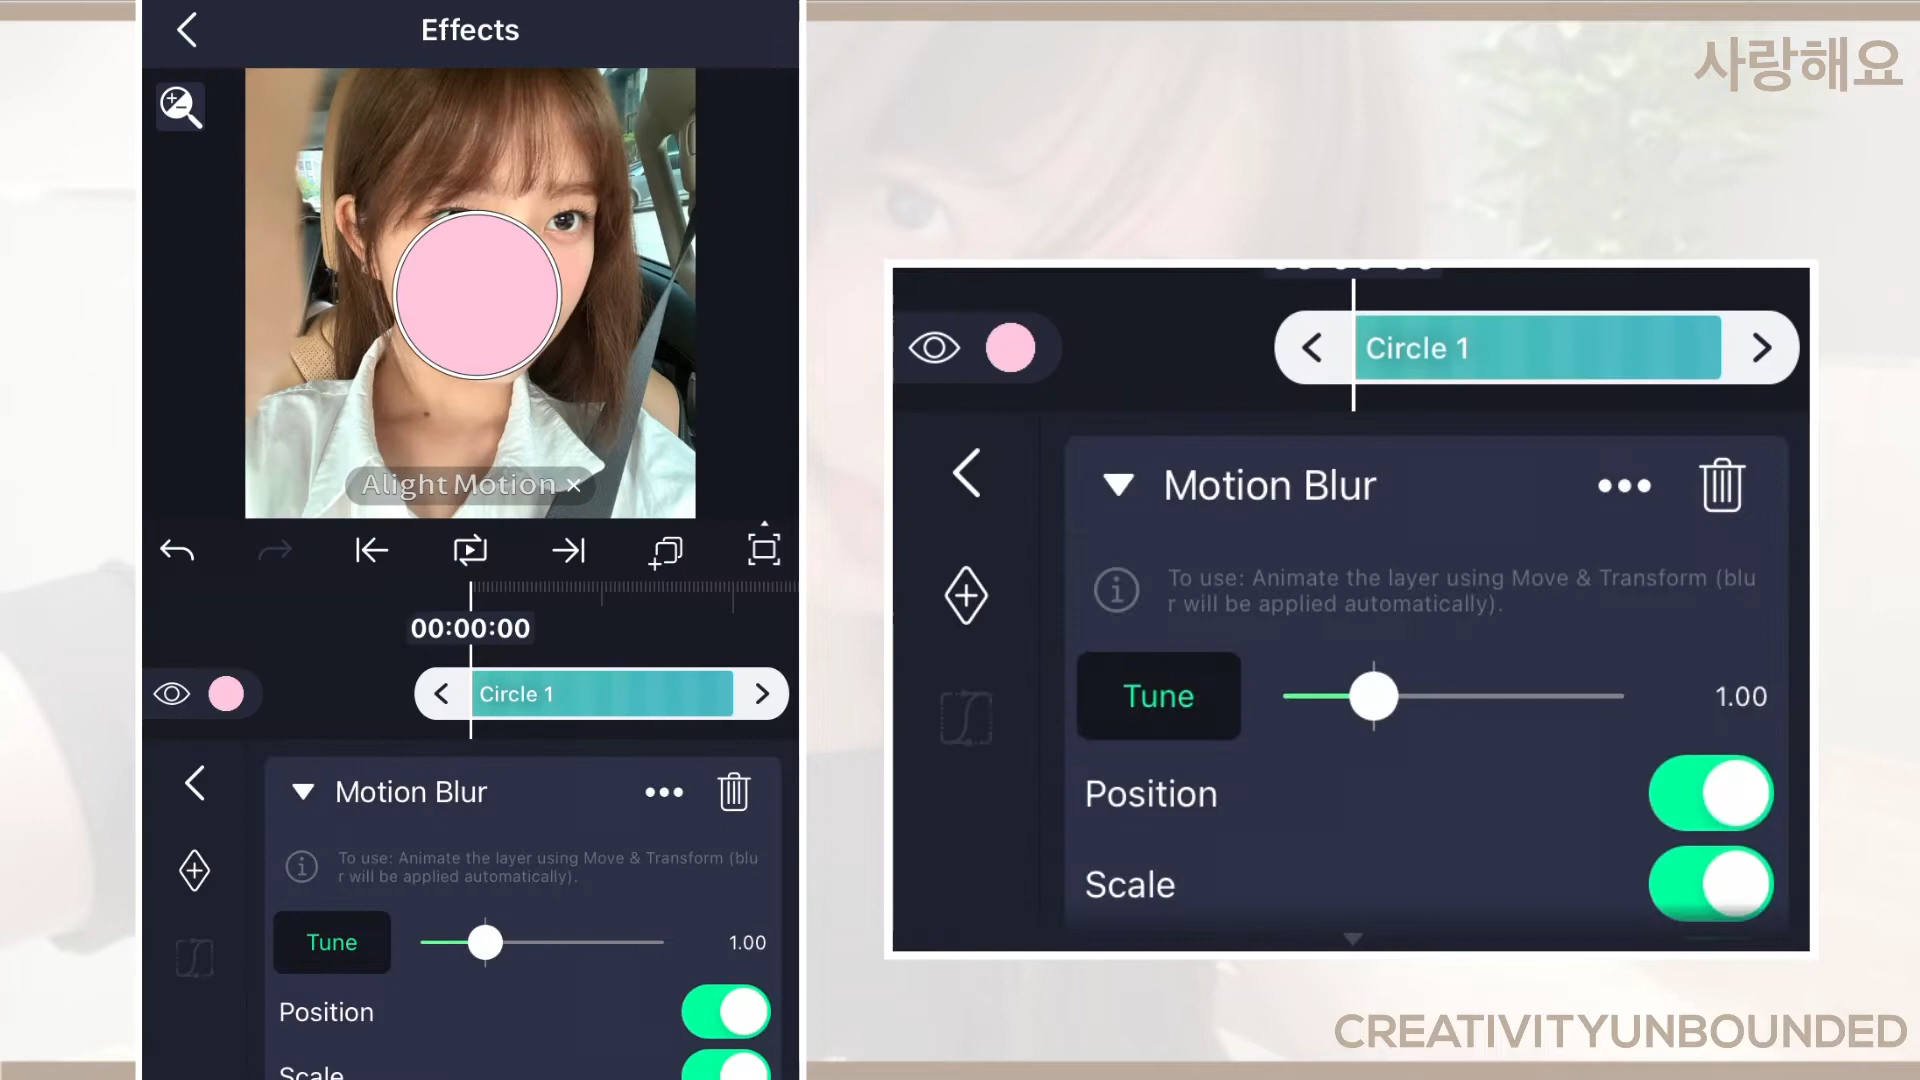 Effects
Alight Motion ×
00:00:00
Circle 1
Motion Blur
To use: Animate the layer using Move & Transform (blu
r will be applied automatically).
Tune
1.00
Position
Scale
사랑해요
Circle 1
Motion Blur
To use: Animate the layer using Move & Transform (blu
r will be applied automatically).
Tune
1.00
Position
Scale
CREATIVITYUNBOUNDED